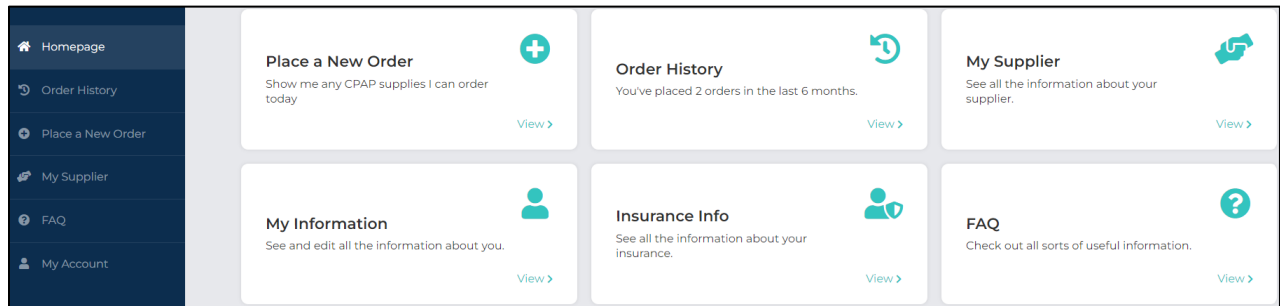 Homepage
Order History
Place a New Order
My Supplier
FAQ
My Account
Place a New Order
Show me any CPAP supplies I can order
today
View >
Order History
You've placed 2 orders in the last 6 months.
View >
My Supplier
See all the information about your
supplier.
View >
My Information
See and edit all the information about you.
View >
Insurance Info
See all the information about your
insurance.
View >
FAQ
Check out all sorts of useful information.
View >